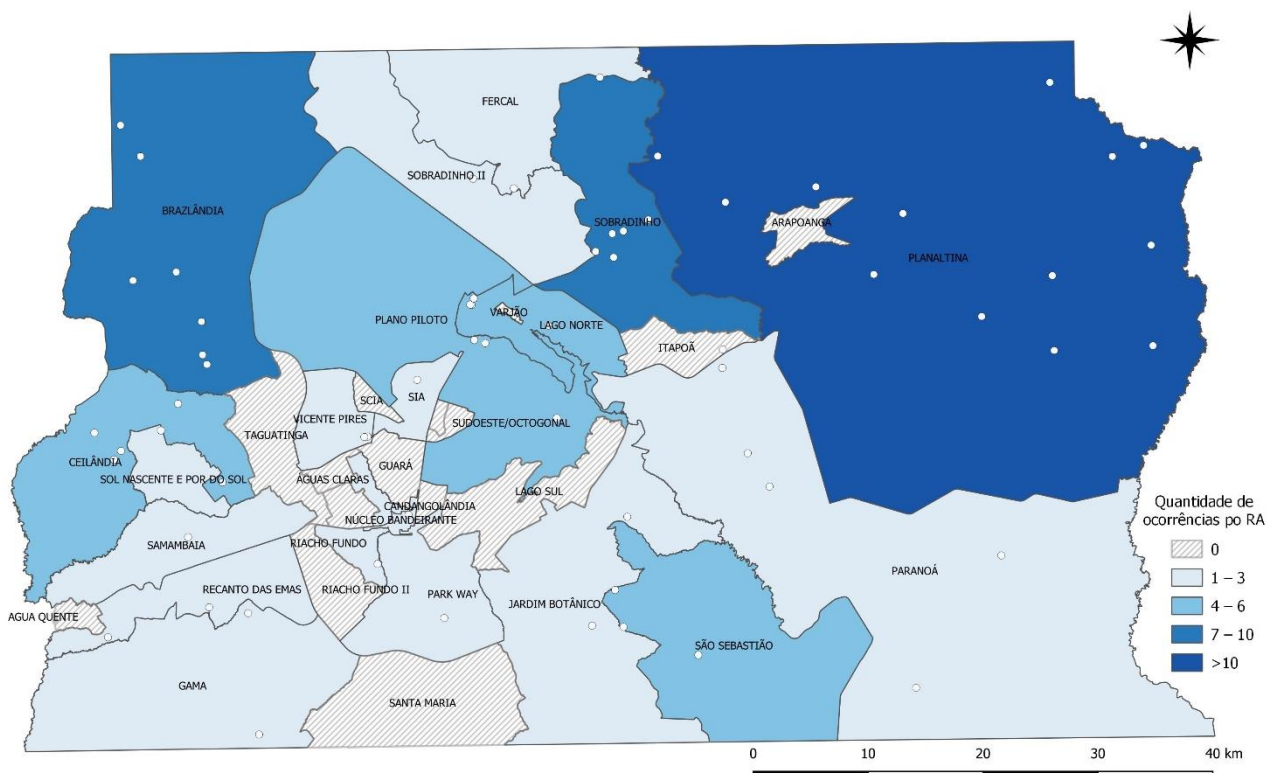 FERCAL
SOBRADINHO II
BRAZLÂNDIA
SOBRADINHO
ARAPOANGA
PLANALTINA
PLANO PILOTO
VARJÃO
LAGO NORTE
ITAPOÃ
SCIA
SIA
VICENTE PIRES
SUDOESTE/OCTOGONAL
TAGUATINGA
CEILÂNDIA
GUARÁ
SOL NASCENTE E POR DO SOL
ÁGUAS CLARAS
LAGO SUL
CANDANGOLÂNDIA
NÚCLEO BANDEIRANTE
SAMAMBAIA
RIACHO FUNDO
PARANOÁ
RECANTO DAS EMAS
RIACHO FUNDO II
PARK WAY
JARDIM BOTÂNICO
AGUA QUENTE
SÃO SEBASTIÃO
GAMA
SANTA MARIA
Quantidade de
ocorrências po RA
0
1 – 3
4 – 6
7 – 10
>10
0 10 20 30 40 km